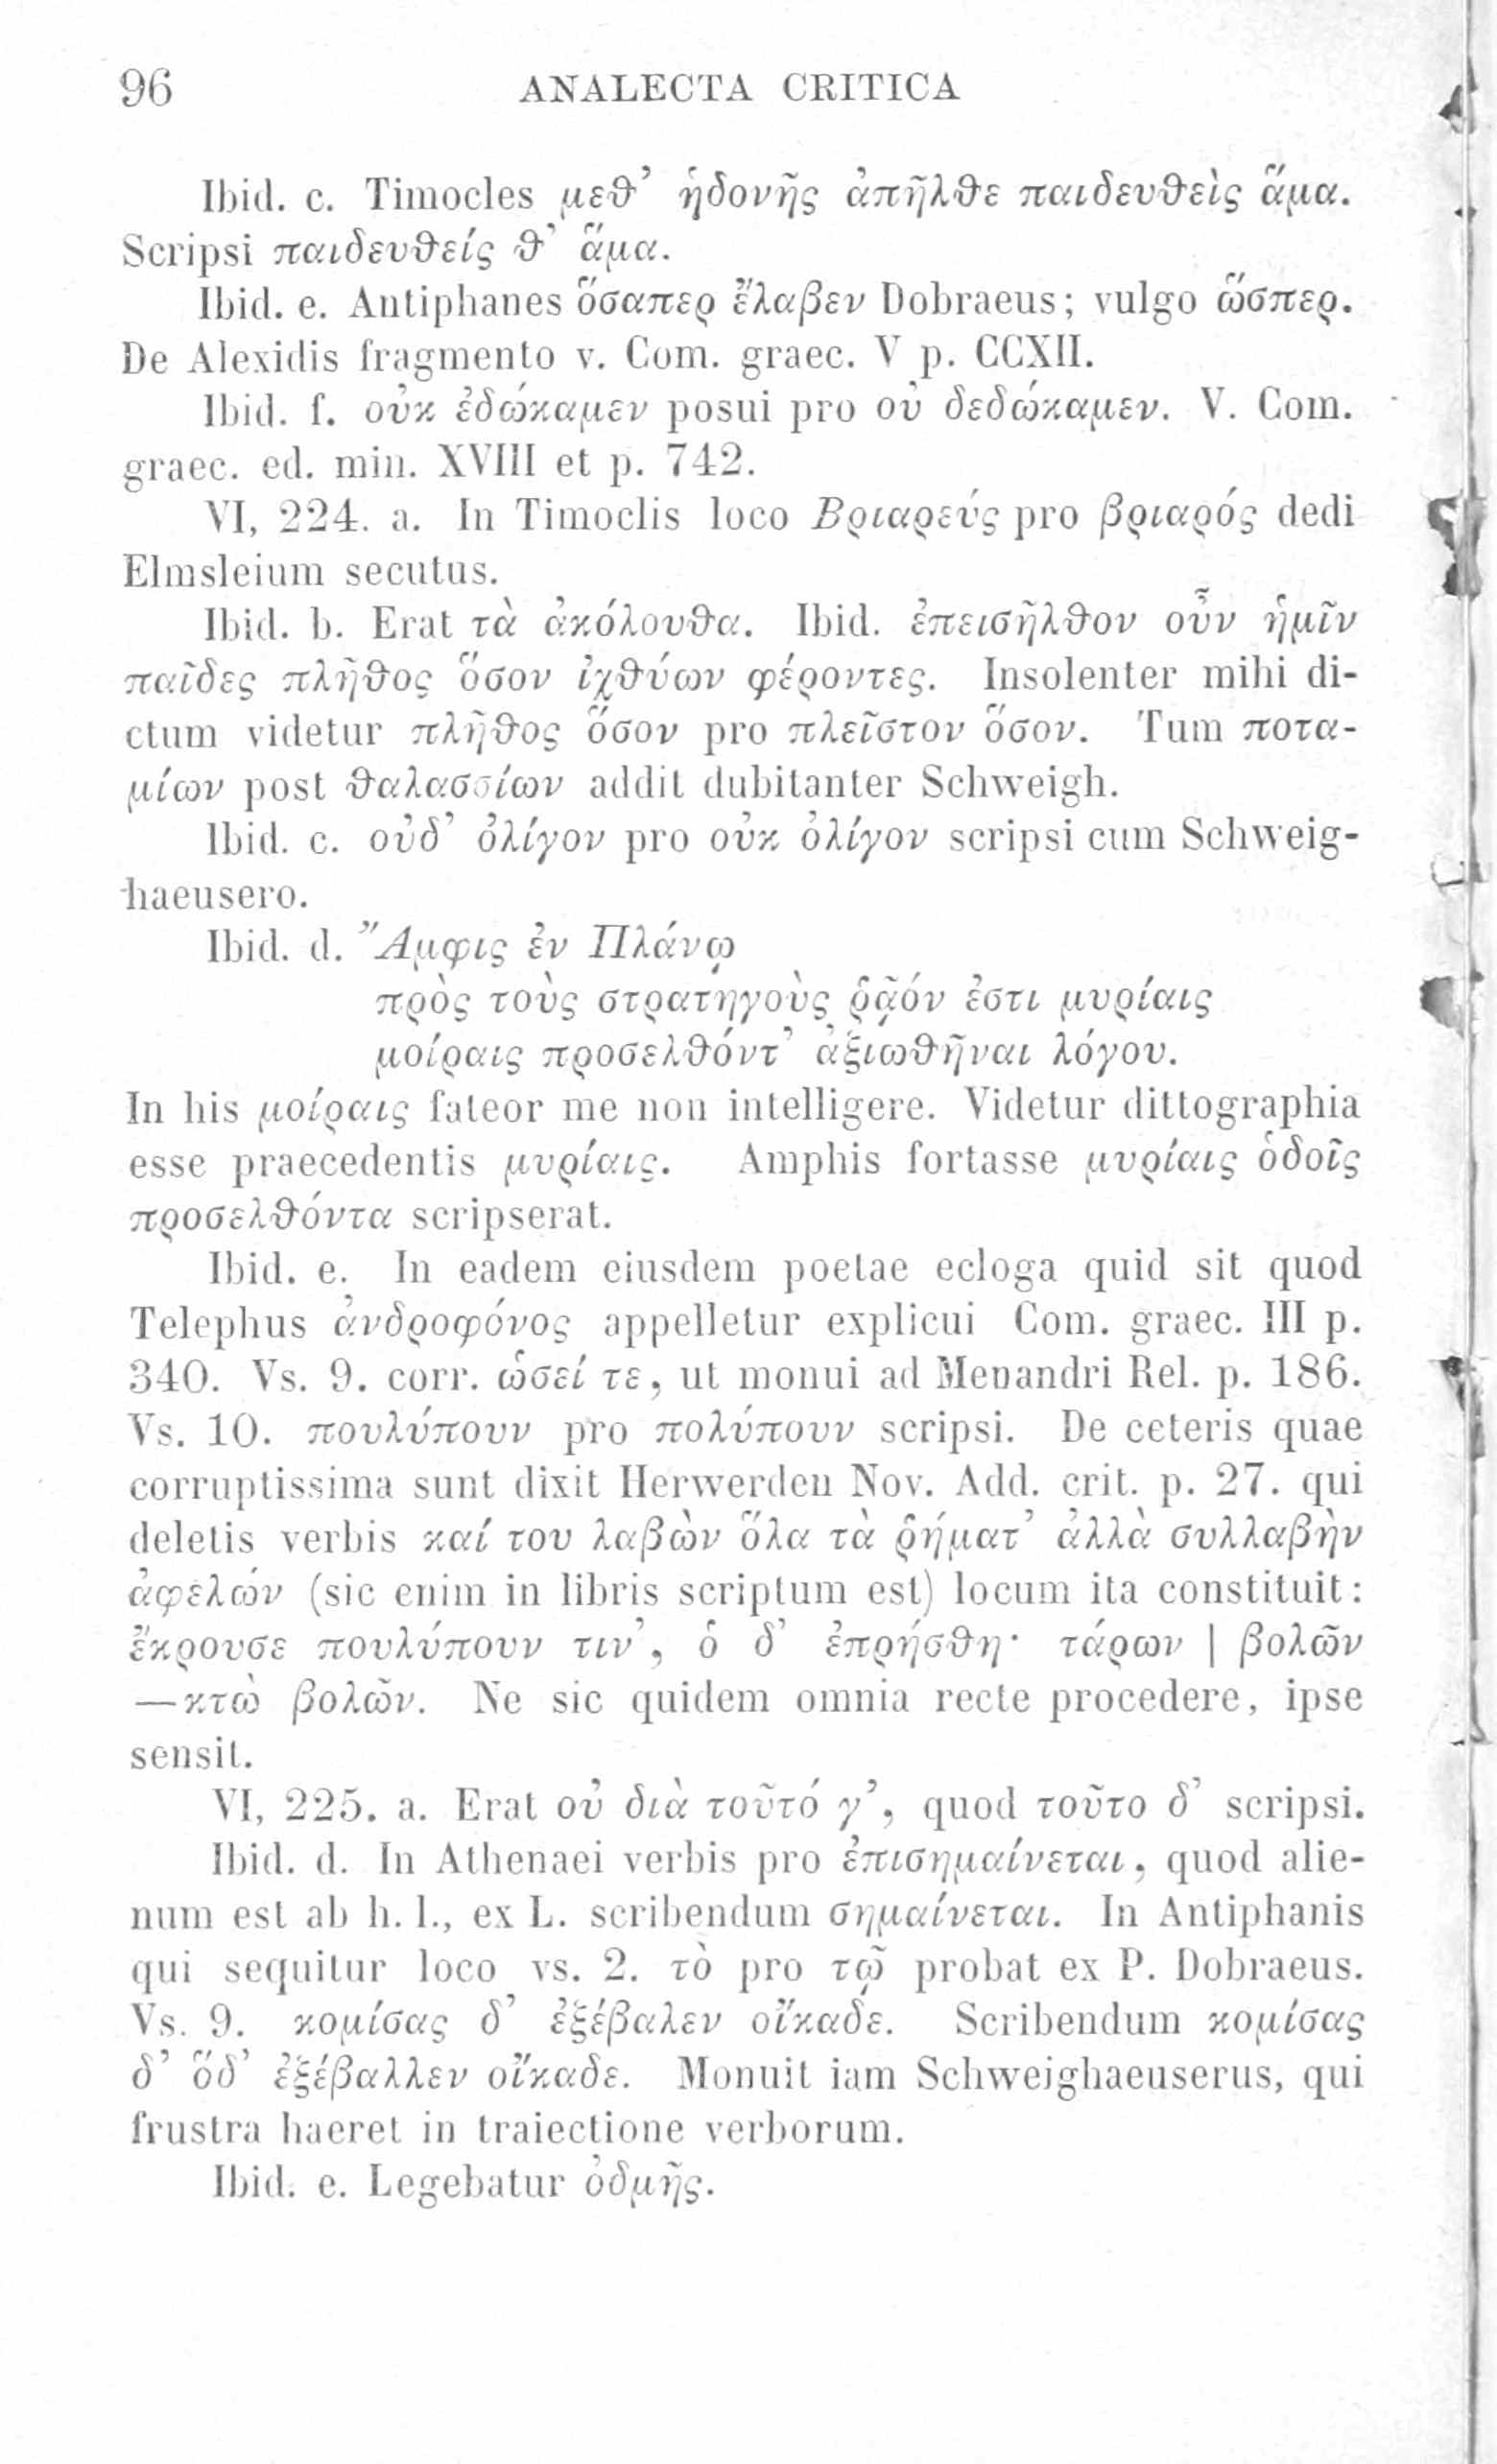 96 ANALECTA CRITICA
Ibid. c. Timocles μεϑ’ ἡδονῆς ἀπῆλϑε παιδευϑεὶς ἅμα.
Scripsi παιδευϑείς ϑ’ ἅμα.
Ibid. e. Antiphanes ὅσαπερ ἔλαβεν Dobraeus; vulgo ὥσπερ.
De Alexidis fragmento v. Com. graec. V p. CCXII.
Ibid. f. οὐκ ἐδώκαμεν posui pro οὐ δεδώκαμεν. V. Com.
graec. ed. min. XVIII et p. 742.
VI, 224. a. In Timoclis loco Βριαρεύς pro βριαρός dedi
Elmsleium secutus.
Ibid. b. Erat τὰ ἀκόλουϑα. Ibid. ἐπεισῆλϑον οὖν ἡμῖν
παῖδες πλῆϑος ὅσον ἰχϑύων φέροντες. Insolenter mihi di-
ctum videtur πλῆϑος ὅσον pro πλεῖστον ὅσον. Tum ποτα-
μίων post ϑαλασσίων addit dubitanter Schweigh.
Ibid. c. οὐδ’ ὀλίγον pro οὐκ ὀλίγον scripsi cum Schweig-
haeusero.
Ibid. d. Ἄμφις ἐν Πλάνῳ
πρὸς τοὺς στρατηγοὺς ῥᾷόν ἐστι μυρίαις
μοίραις προσελϑόντ’ ἀξιωϑῆναι λόγου.
In his μοίραις fateor me non intelligere. Videtur dittographia
esse praecedentis μυρίαις. Amphis fortasse μυρίαις ὁδοῖς
προσελϑόντα scripserat.
Ibid. e. In eadem eiusdem poetae ecloga quid sit quod
Telephus ἀνδροφόνος appelletur explicui Com. graec. III p.
340. Vs. 9. corr. ὡσεί τε, ut monui ad Menandri Rel. p. 186.
Vs. 10. πουλύπουν pro πολύπουν scripsi. De ceteris quae
corruptissima sunt dixit Herwerden Nov. Add. crit. p. 27. qui
deletis verbis καί του λαβὼν ὅλα τὰ ῥήματ’ ἀλλὰ συλλαβὴν
ἀφελών (sic enim in libris scriptum est) locum ita constituit:
ἔκρουσε πουλύπουν τιν’, ὁ δ’ ἐπρήσϑη· τάρων | βολῶν
—κτὼ βολῶν. Ne sic quidem omnia recte procedere, ipse
sensit.
VI, 225. a. Erat οὐ διὰ τοῦτό γ’, quod τοῦτο δ’ scripsi.
Ibid. d. In Athenaei verbis pro ἐπισημαίνεται, quod alie-
num est ab h. l., ex L. scribendum σημαίνεται. In Antiphanis
qui sequitur loco vs. 2. τὸ pro τῷ probat ex P. Dobraeus.
Vs. 9. κομίσας δ’ ἐξέβαλεν οἴκαδε. Scribendum κομίσας
δ’ ὅδ’ ἐξέβαλλεν οἴκαδε. Monuit iam Schweighaeuserus, qui
frustra haeret in traiectione verborum.
Ibid. e. Legebatur ὀδμῆς.